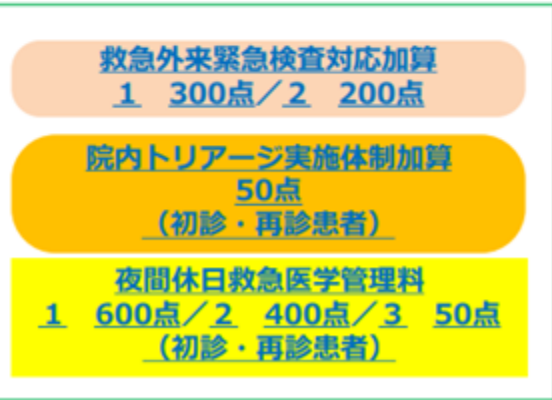 救急外来緊急検査対応加算
1　300点／2　200点
院内トリアージ実施体制加算
50点
（初診・再診患者）
夜間休日救急医学管理料
1　600点／2　400点／3　50点
（初診・再診患者）